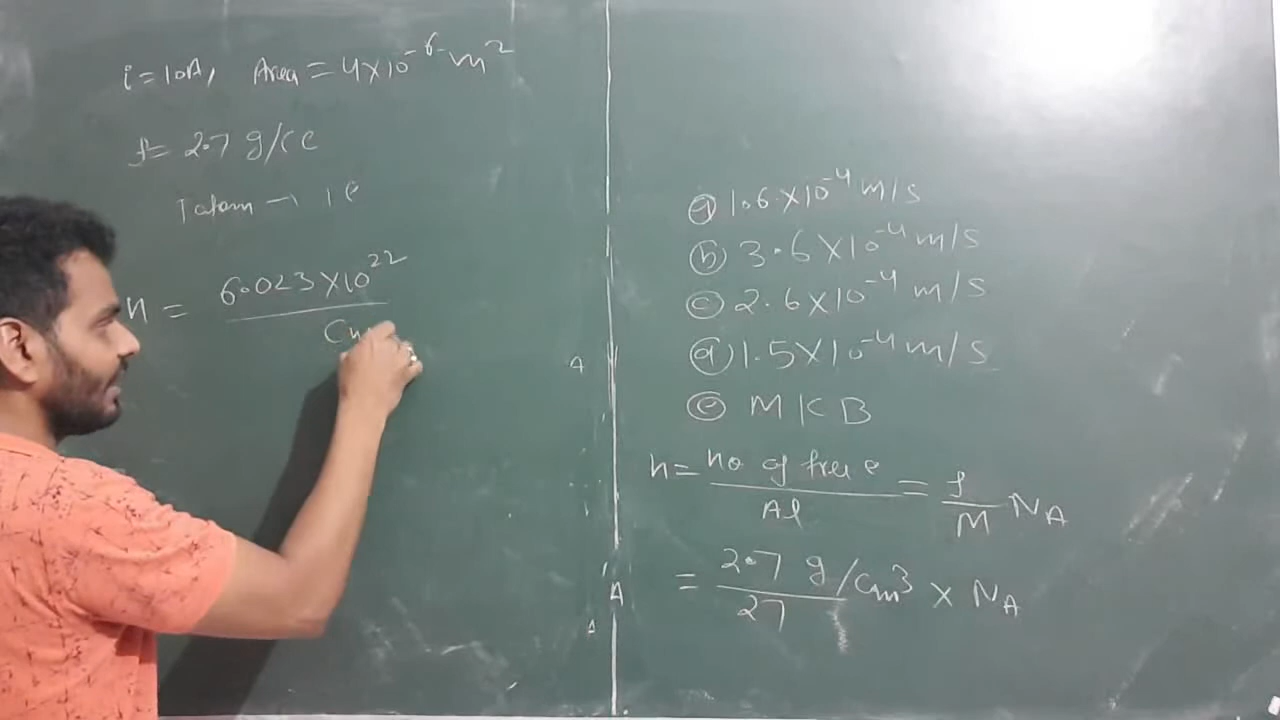 i = 10A, Area = 4×10⁻⁶ m²
f = 2.7 g/cc
1 atom → 1 e
n = 6.023×10²²
Cm
ⓐ 1.6×10⁻⁴ m/s
ⓑ 3.6×10⁻⁴ m/s
ⓒ 2.6×10⁻⁴ m/s
ⓓ 1.5×10⁻⁴ m/s
ⓔ MKB
n = no of free e / Al = f / M N_A
= 2.7 g/cm³ / 27 × N_A
A
A
A